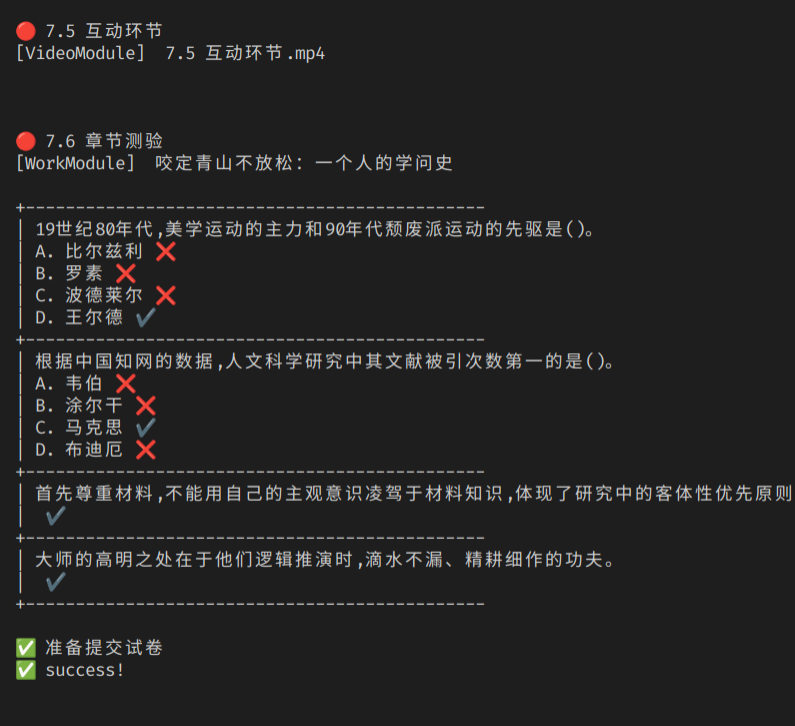 🔴 7.5 互动环节
[VideoModule] 7.5 互动环节.mp4
🔴 7.6 章节测验
[WorkModule] 咬定青山不放松: 一个人的学问史
+----------------------------------------------
| 19世纪80年代,美学运动的主力和90年代颓废派运动的先驱是()。
| A. 比尔兹利 ❌
| B. 罗素 ❌
| C. 波德莱尔 ❌
| D. 王尔德 ✔
+----------------------------------------------
| 根据中国知网的数据,人文科学研究中其文献被引次数第一的是()。
| A. 韦伯 ❌
| B. 涂尔干 ❌
| C. 马克思 ✔
| D. 布迪厄 ❌
+----------------------------------------------
| 首先尊重材料,不能用自己的主观意识凌驾于材料知识,体现了研究中的客体性优先原则
| ✔
+----------------------------------------------
| 大师的高明之处在于他们逻辑推演时,滴水不漏、精耕细作的功夫。
| ✔
+----------------------------------------------
✅ 准备提交试卷
✅ success!